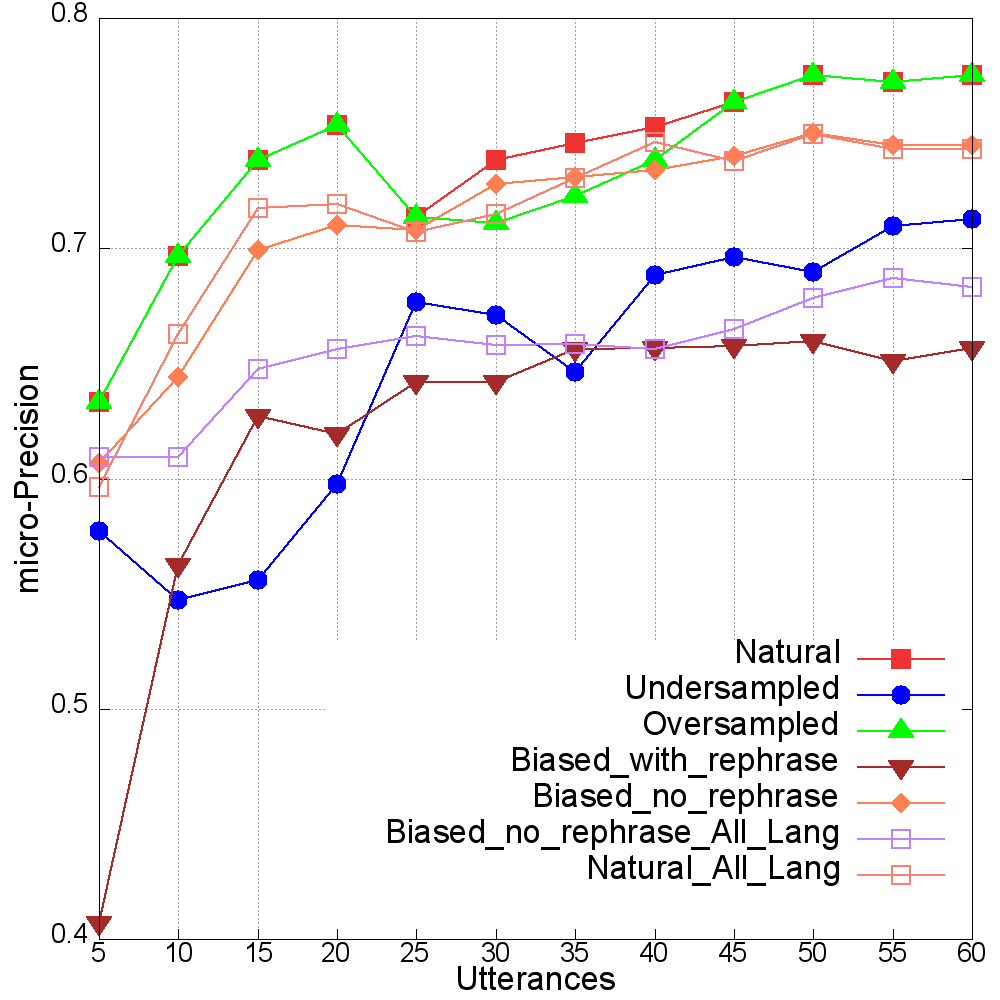 0.8
0.7
0.6
0.5
0.4
micro-Precision
5 10 15 20 25 30 35 40 45 50 55 60
Utterances
Natural
Undersampled
Oversampled
Biased_with_rephrase
Biased_no_rephrase
Biased_no_rephrase_All_Lang
Natural_All_Lang